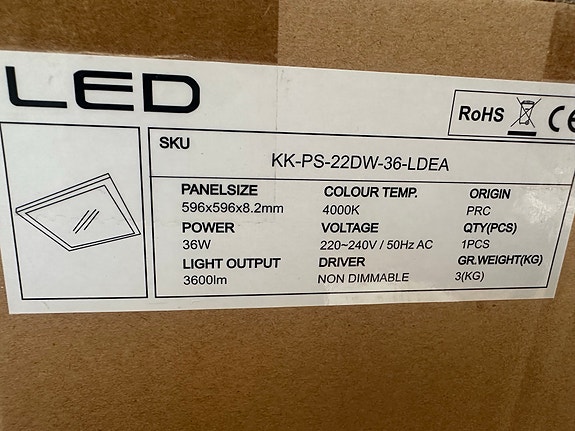 LED
RoHS CE
SKU KK-PS-22DW-36-LDEA
PANELSIZE COLOUR TEMP. ORIGIN
596x596x8.2mm 4000K PRC
POWER VOLTAGE QTY(PCS)
36W 220~240V / 50Hz AC 1PCS
LIGHT OUTPUT DRIVER GR.WEIGHT(KG)
3600lm NON DIMMABLE 3(KG)